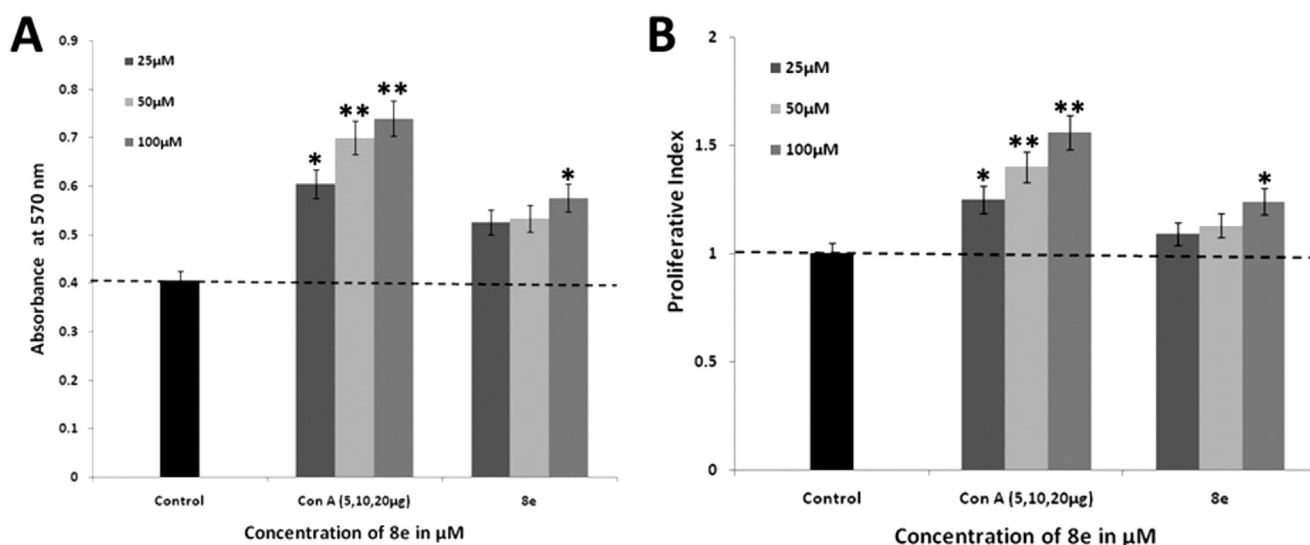 A
0.9
0.8
0.7
0.6
0.5
0.4
0.3
0.2
0.1
0
Absorbance at 570 nm
25µM
50µM
100µM
*
**
**
*
Control
Con A (5,10,20µg)
8e
Concentration of 8e in µM
B
2
1.5
1
0.5
0
Proliferative Index
25µM
50µM
100µM
*
**
**
*
Control
Con A (5,10,20µg)
8e
Concentration of 8e in µM